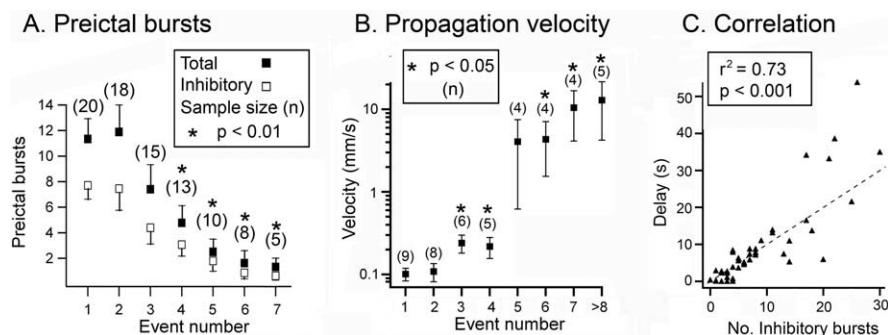 A. Preictal bursts
Total ■
Inhibitory □
Sample size (n)
* p < 0.01
Preictal bursts
14
12
10
8
6
4
2
(20)
(18)
(15)
*
(13)
*
(10)
*
(8)
*
(5)
1 2 3 4 5 6 7
Event number
B. Propagation velocity
* p < 0.05
(n)
Velocity (mm/s)
10
1
0.1
(9)
(8)
*
(6)
*
(5)
(4)
*
(4)
*
(4)
*
(5)
1 2 3 4 5 6 7 >8
Event number
C. Correlation
r² = 0.73
p < 0.001
Delay (s)
50
40
30
20
10
0
0 10 20 30
No. Inhibitory bursts